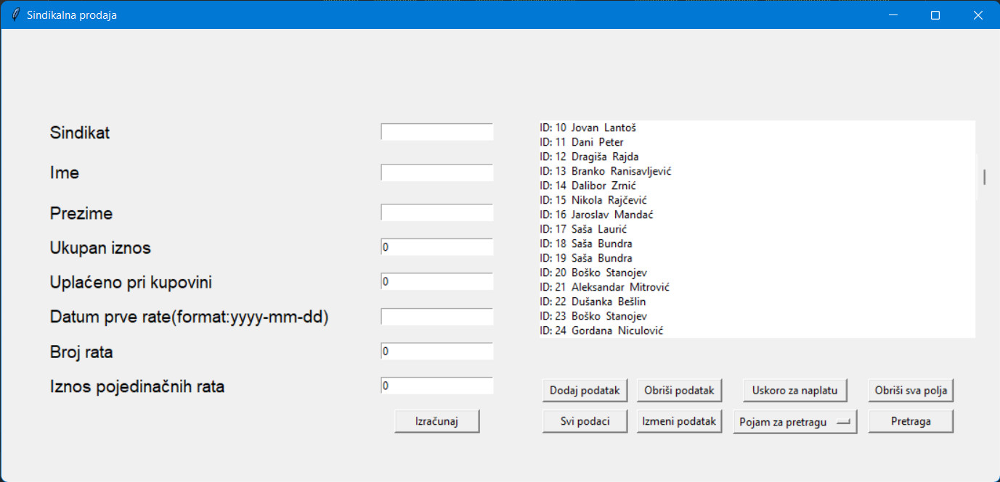 Sindikalna prodaja
Sindikat
Ime
Prezime
Ukupan iznos
0
Uplaćeno pri kupovini
0
Datum prve rate(format:yyyy-mm-dd)
Broj rata
0
Iznos pojedinačnih rata
0
Izračunaj
ID: 10 Jovan Lantoš
ID: 11 Dani Peter
ID: 12 Dragiša Rajda
ID: 13 Branko Ranisavljević
ID: 14 Dalibor Zrnić
ID: 15 Nikola Rajčević
ID: 16 Jaroslav Mandać
ID: 17 Saša Laurić
ID: 18 Saša Bundra
ID: 19 Saša Bundra
ID: 20 Boško Stanojev
ID: 21 Aleksandar Mitrović
ID: 22 Dušanka Bešlin
ID: 23 Boško Stanojev
ID: 24 Gordana Niculović
Dodaj podatak Obriši podatak Uskoro za naplatu Obriši sva polja
Svi podaci Izmeni podatak Pojam za pretragu Pretraga